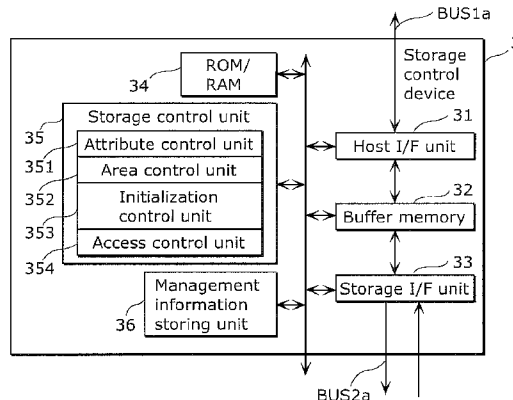 BUS1a
3
ROM/
RAM
34
Storage
control
device
35
Storage control unit
351
Attribute control unit
352
Area control unit
353
Initialization
control unit
354
Access control unit
31
Host I/F unit
32
Buffer memory
33
Storage I/F unit
36
Management
information
storing unit
BUS2a